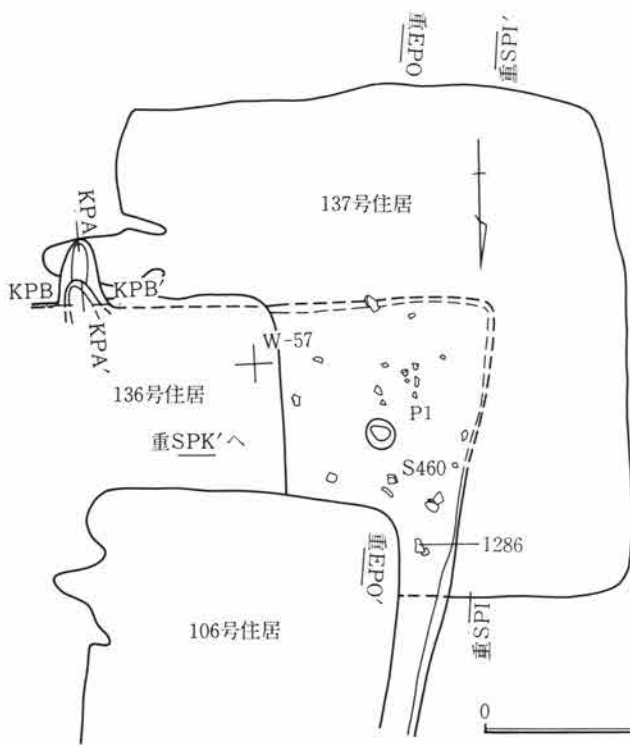 重EPO
重SPI′
137号住居
KPA
KPB
KPB′
KPA′
W-57
136号住居
P1
重SPK′へ
S460
1286
重EPO′
106号住居
重SPI
0